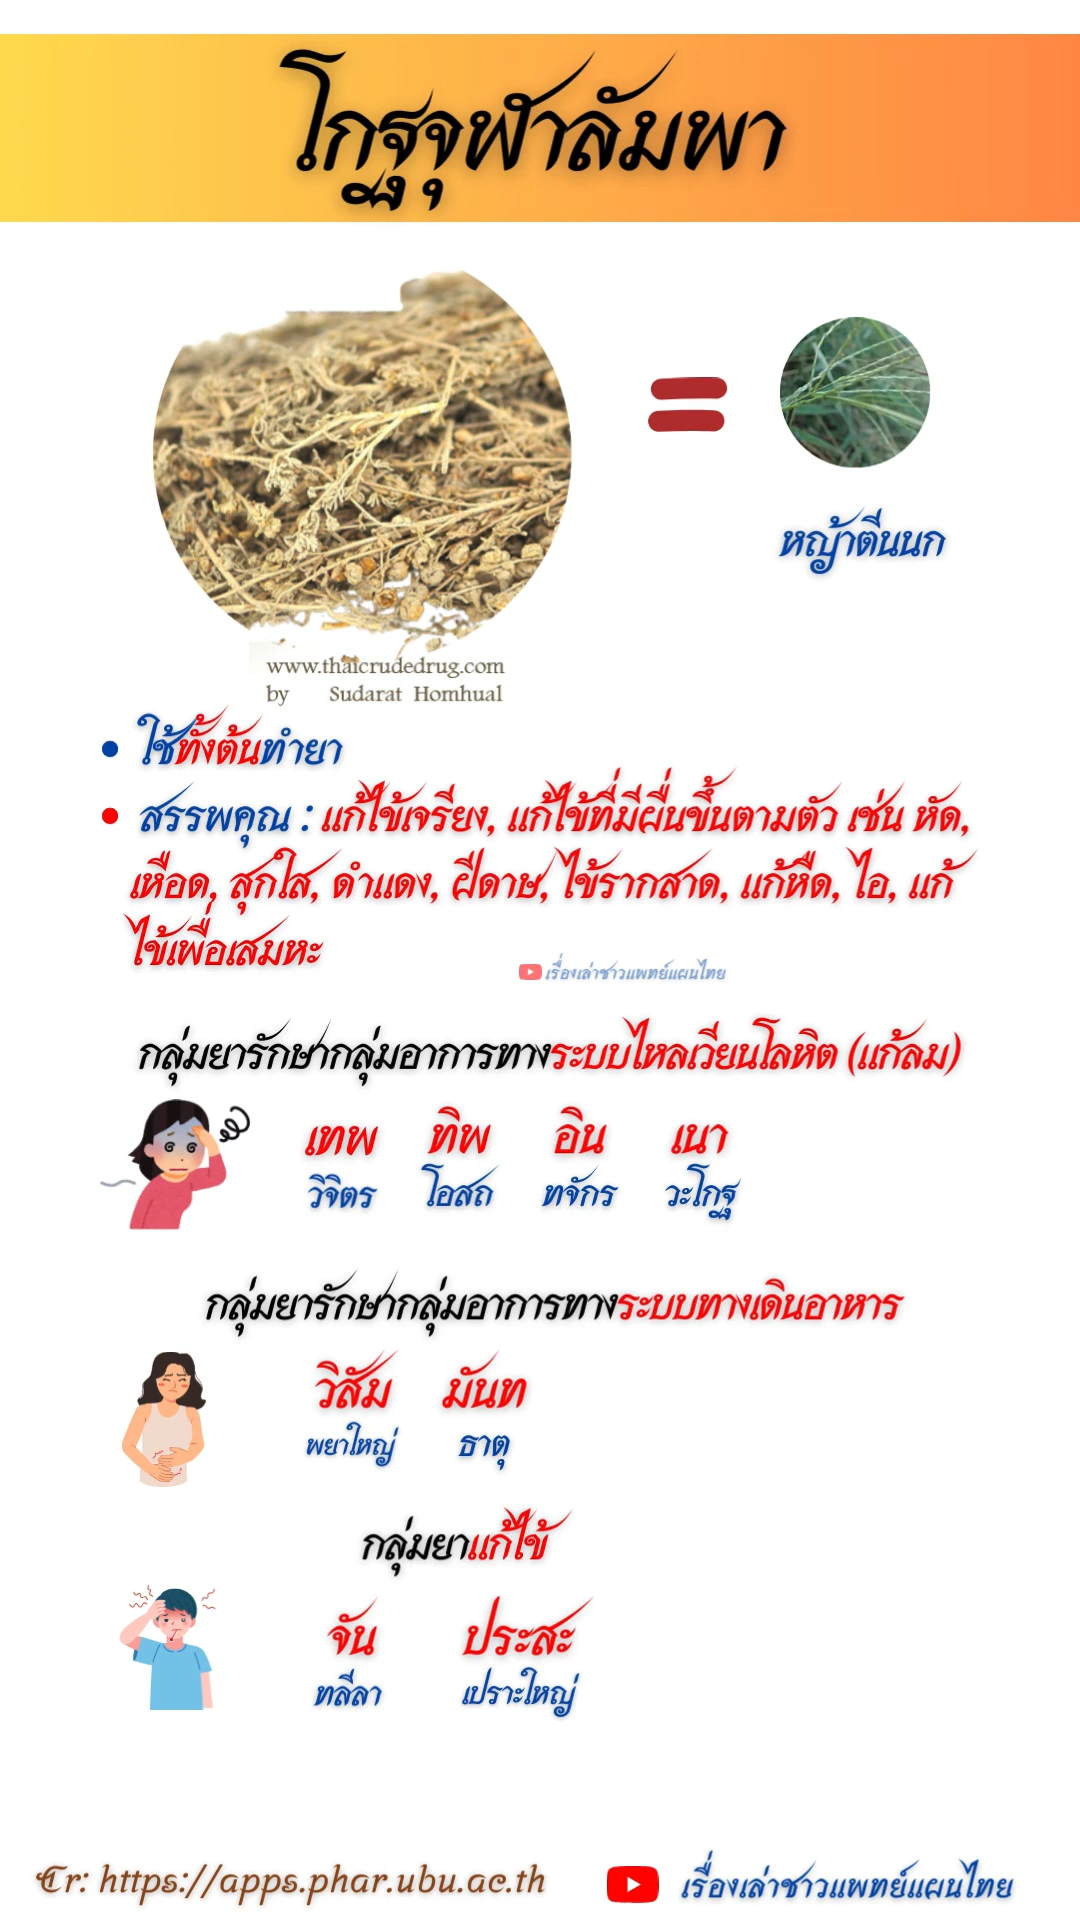 โกฐจุฬาลัมพา
=
หญ้าตีนนก
www.thaicrudedrug.com
by Sudarat Homhual
• ใช้ทั้งต้นทำยา
• สรรพคุณ : แก้ไข้เจรียง, แก้ไข้ที่มีผื่นขึ้นตามตัว เช่น หัด,
เหือด, สุกใส, ดำแดง, ฝีดาษ, ไข้รากสาด, แก้หืด, ไอ, แก้
ไข้เพื่อเสมหะ
เรื่องเล่าชาวแพทย์แผนไทย
กลุ่มยารักษากลุ่มอาการทางระบบไหลเวียนโลหิต (แก้ลม)
เทพ ทิพ อิน เนา
วิจิตร โอสถ ทจักร วะโกฐ
กลุ่มยารักษากลุ่มอาการทางระบบทางเดินอาหาร
วิสัม มันท
พยาใหญ่ ธาตุ
กลุ่มยาแก้ไข้
จัน ประสะ
ทลีลา เปราะใหญ่
Cr: https://apps.phar.ubu.ac.th
เรื่องเล่าชาวแพทย์แผนไทย